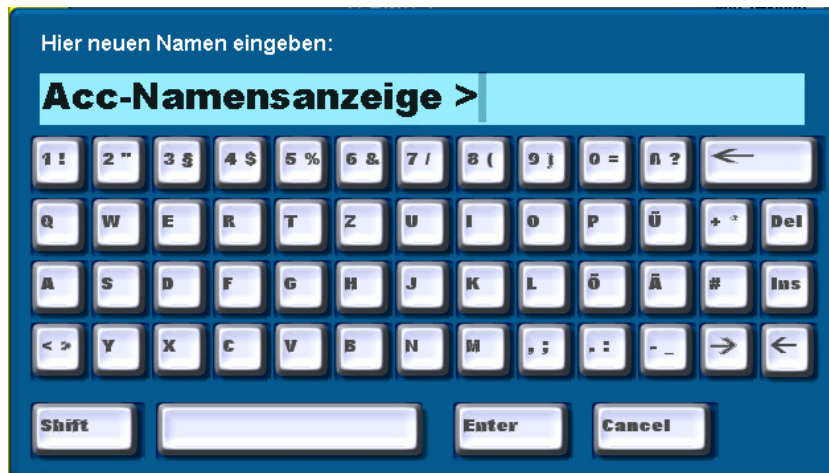 Hier neuen Namen eingeben:
Acc-Namensanzeige >
1 ! 2 " 3 § 4 $ 5 % 6 & 7 / 8 ( 9 ) 0 = ß ? ←
Q W E R T Z U I O P Ü + * Del
A S D F G H J K L Ö Ä # Ins
< > Y X C V B N M , ; . : - _ → ←
Shift Enter Cancel